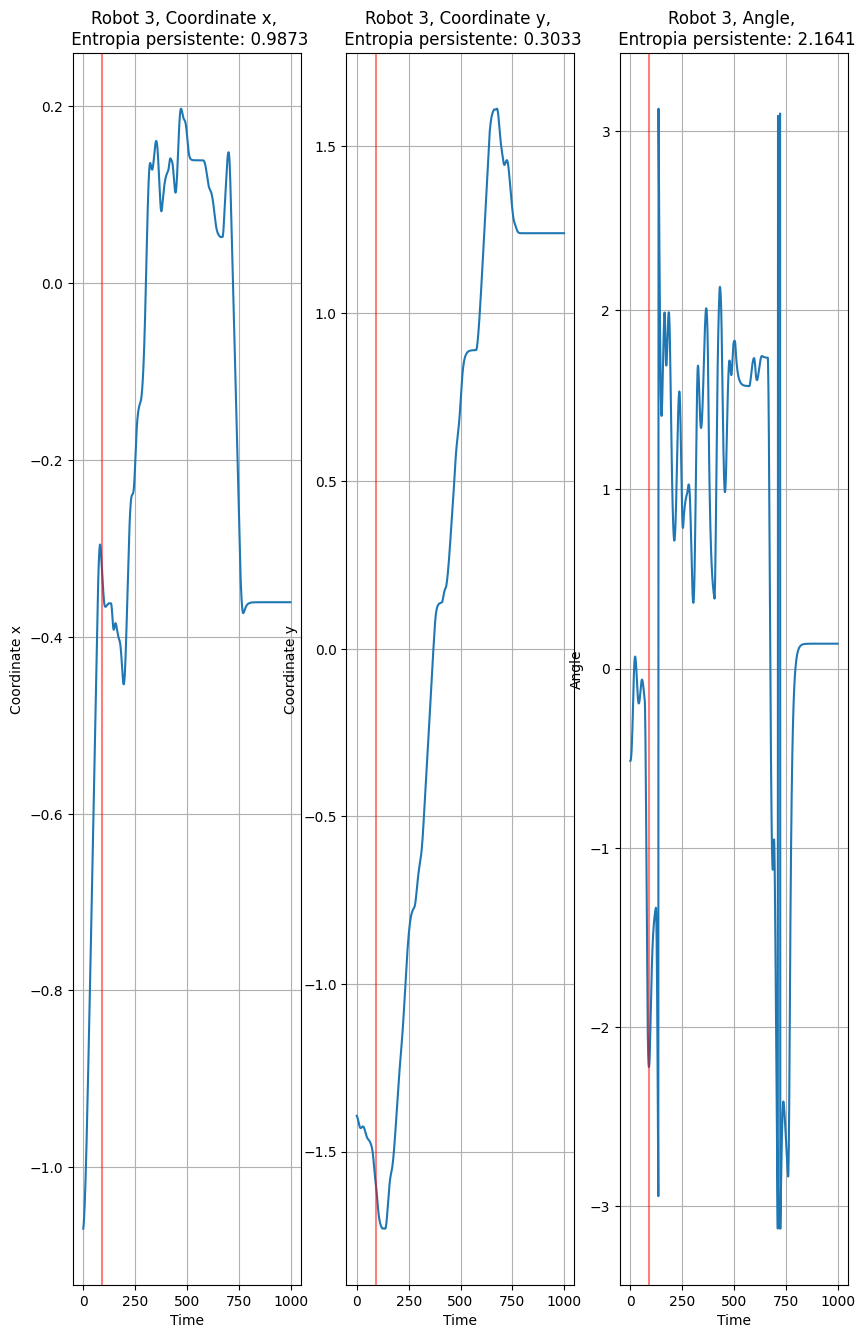 Robot 3, Coordinate x,
Entropia persistente: 0.9873
Robot 3, Coordinate y,
Entropia persistente: 0.3033
Robot 3, Angle,
Entropia persistente: 2.1641
Coordinate x
0.2
0.0
−0.2
−0.4
−0.6
−0.8
−1.0
0 250 500 750 1000
Time
Coordinate y
1.5
1.0
0.5
0.0
−0.5
−1.0
−1.5
0 250 500 750 1000
Time
Angle
3
2
1
0
−1
−2
−3
0 250 500 750 1000
Time